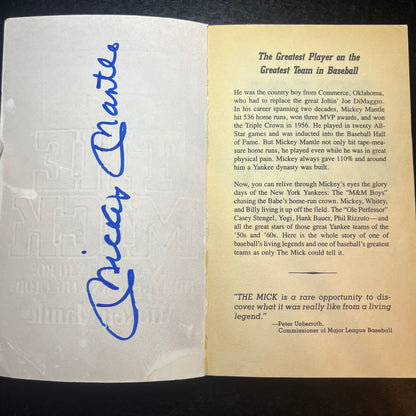 Mickey Mantle
The Greatest Player on the
Greatest Team in Baseball
He was the country boy from Commerce, Oklahoma,
who had to replace the great Joltin' Joe DiMaggio.
In his career spanning two decades, Mickey Mantle
hit 536 home runs, won three MVP awards, and won
the Triple Crown in 1956. He played in twenty All-
Star games and was inducted into the Baseball Hall
of Fame. But Mickey Mantle not only hit tape-mea-
sure home runs, he played even while he was in great
physical pain. Mickey always gave 110% and around
him a Yankee dynasty was built.
Now, you can relive through Mickey's eyes the glory
days of the New York Yankees; The "M&M Boys"
chasing the Babe's home-run crown. Mickey, Whitey,
and Billy living it up off the field. The "Ole Perfessor"
Casey Stengel, Yogi, Hank Bauer, Phil Rizzuto—and
all the great stars of those great Yankee teams of the
'50s and '60s. Here is the whole story of one of
baseball's living legends and one of baseball's greatest
teams as only The Mick could tell it.
"THE MICK is a rare opportunity to dis-
cover what it was really like from a living
legend."
—Peter Ueberroth,
Commissioner of Major League Baseball